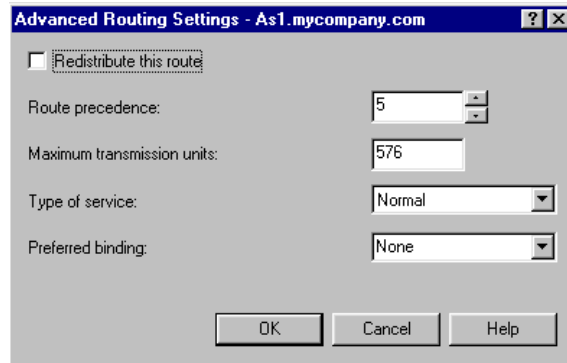 Advanced Routing Settings - As1.mycompany.com
Redistribute this route
Route precedence: 5
Maximum transmission units: 576
Type of service: Normal
Preferred binding: None
OK Cancel Help